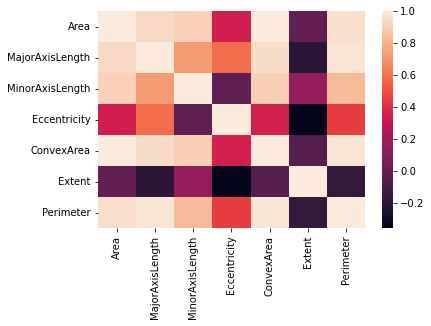 Area
MajorAxisLength
MinorAxisLength
Eccentricity
ConvexArea
Extent
Perimeter
Area
MajorAxisLength
MinorAxisLength
Eccentricity
ConvexArea
Extent
Perimeter
1.0
0.8
0.6
0.4
0.2
0.0
−0.2